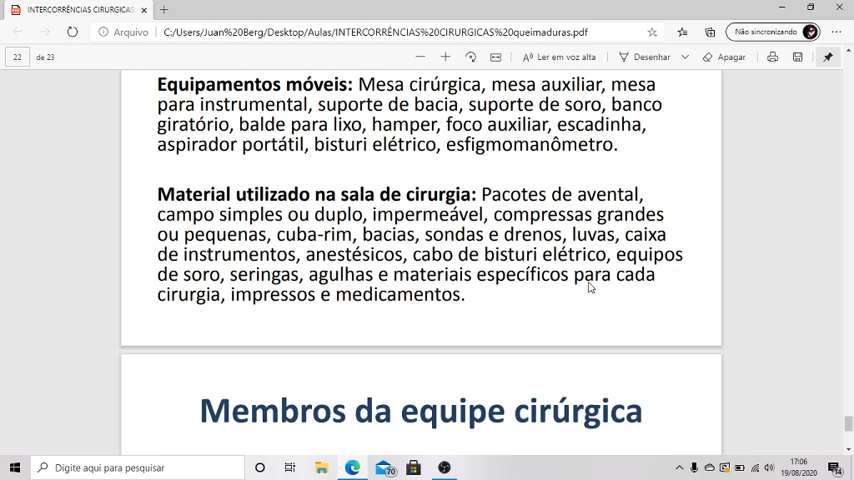 INTERCORRÊNCIAS CIRURGICAS
Arquivo
C:/Users/Juan%20Berg/Desktop/Aulas/INTERCORRÊNCIAS%20CIRURGICAS%20queimaduras.pdf
Não sincronizando
22
de 23
Ler em voz alta
Desenhar
Apagar
Equipamentos móveis: Mesa cirúrgica, mesa auxiliar, mesa
para instrumental, suporte de bacia, suporte de soro, banco
giratório, balde para lixo, hamper, foco auxiliar, escadinha,
aspirador portátil, bisturi elétrico, esfigmomanômetro.
Material utilizado na sala de cirurgia: Pacotes de avental,
campo simples ou duplo, impermeável, compressas grandes
ou pequenas, cuba-rim, bacias, sondas e drenos, luvas, caixa
de instrumentos, anestésicos, cabo de bisturi elétrico, equipos
de soro, seringas, agulhas e materiais específicos para cada
cirurgia, impressos e medicamentos.
Membros da equipe cirúrgica
Digite aqui para pesquisar
70
17:06
19/08/2020
14